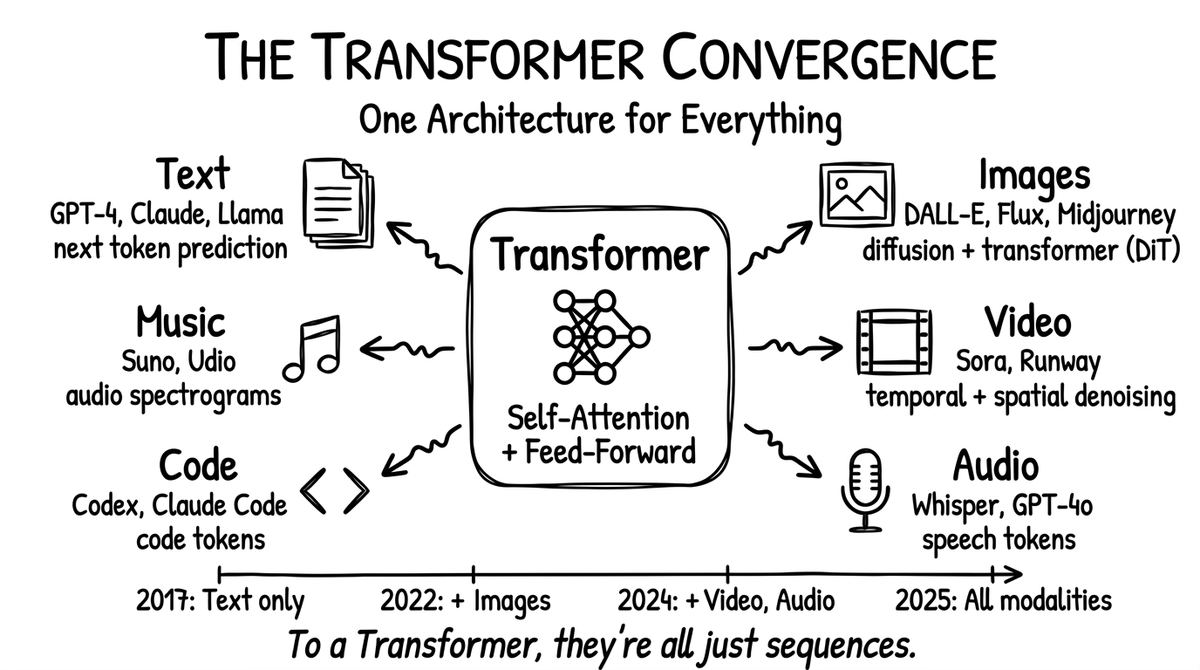 THE TRANSFORMER CONVERGENCE
One Architecture for Everything
Text
GPT-4, Claude, Llama
next token prediction
Music
Suno, Udio
audio spectrograms
Code
Codex, Claude Code
code tokens
Transformer
Self-Attention
+ Feed-Forward
Images
DALL-E, Flux, Midjourney
diffusion + transformer (DiT)
Video
Sora, Runway
temporal + spatial denoising
Audio
Whisper, GPT-4o
speech tokens
2017: Text only
2022: + Images
2024: + Video, Audio
2025: All modalities
To a Transformer, they're all just sequences.